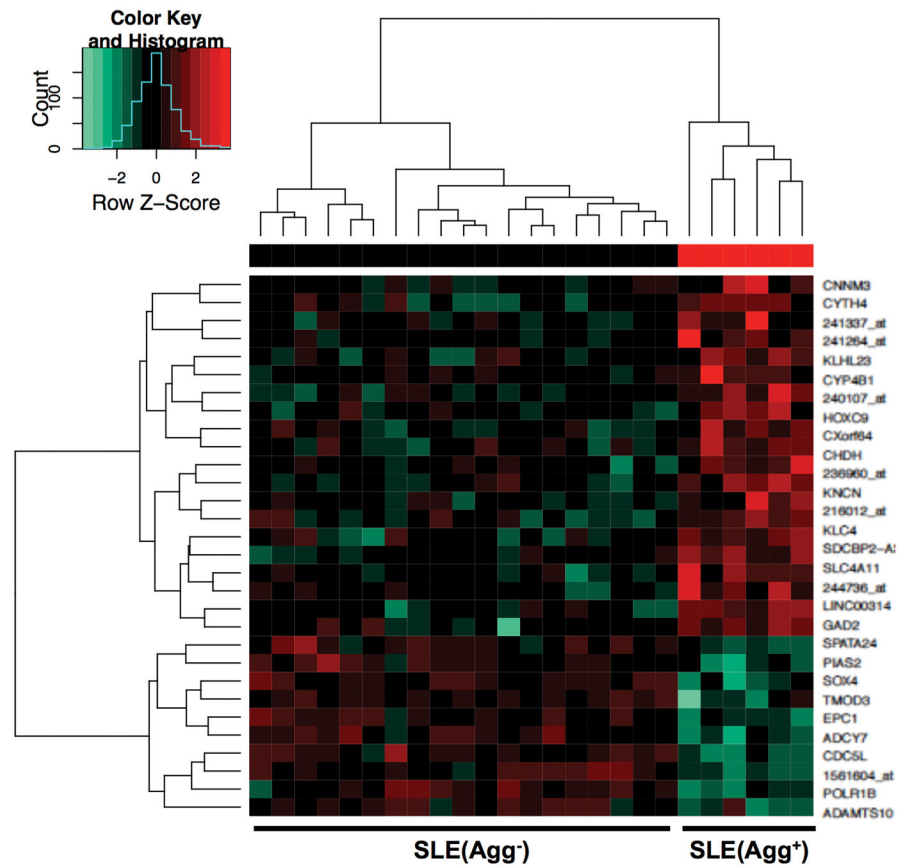 Color Key
and Histogram
Count
0 100
−2 0 2
Row Z−Score
CNNM3
CYTH4
241337_at
241264_at
KLHL23
CYP4B1
240107_at
HOXC9
CXorf64
CHDH
236960_at
KNCN
216012_at
KLC4
SDCBP2−A
SLC4A11
244736_at
LINC00314
GAD2
SPATA24
PIAS2
SOX4
TMOD3
EPC1
ADCY7
CDC5L
1561604_at
POLR1B
ADAMTS10
SLE(Agg⁻) SLE(Agg⁺)